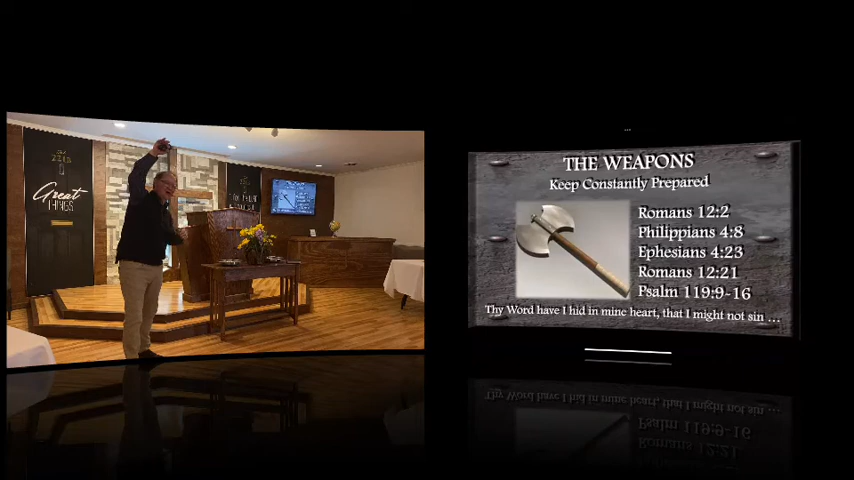 Great
THINGS
THE WEAPONS
Keep Constantly Prepared
Romans 12:2
Philippians 4:8
Ephesians 4:23
Romans 12:21
Psalm 119:9-16
Thy Word have I hid in mine heart, that I might not sin ...